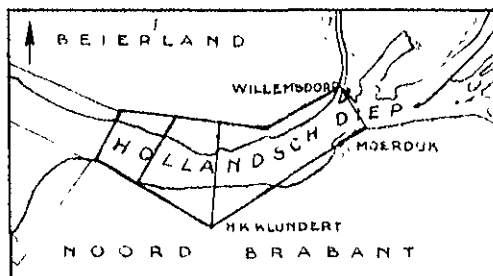 BEIERLAND
WILLEMSDORP
HOLLANDSCH DIEP
MOERDIJK
H.K. KLUNDERT
NOORD BRABANT